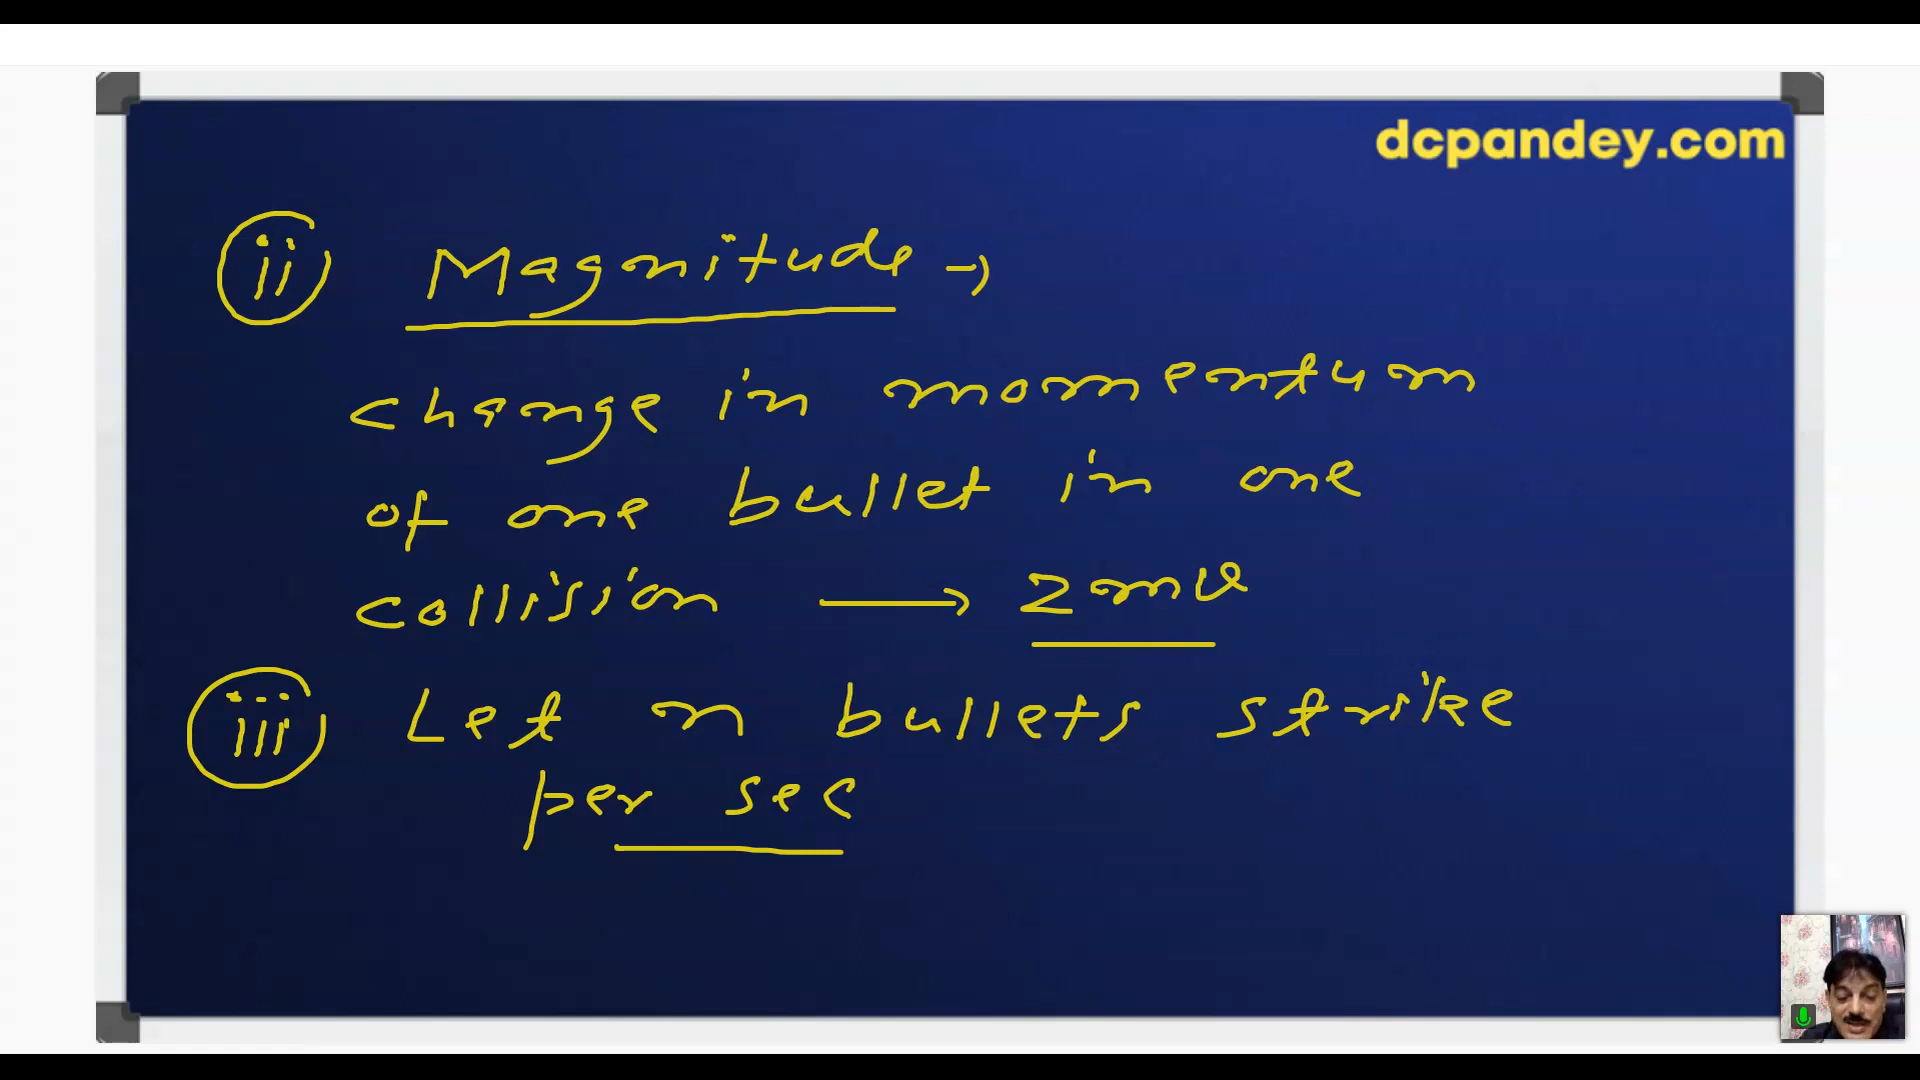 dcpandey.com
ii Magnitude →
change in momentum
of one bullet in one
collision → 2mv
iii Let n bullets strike
per sec